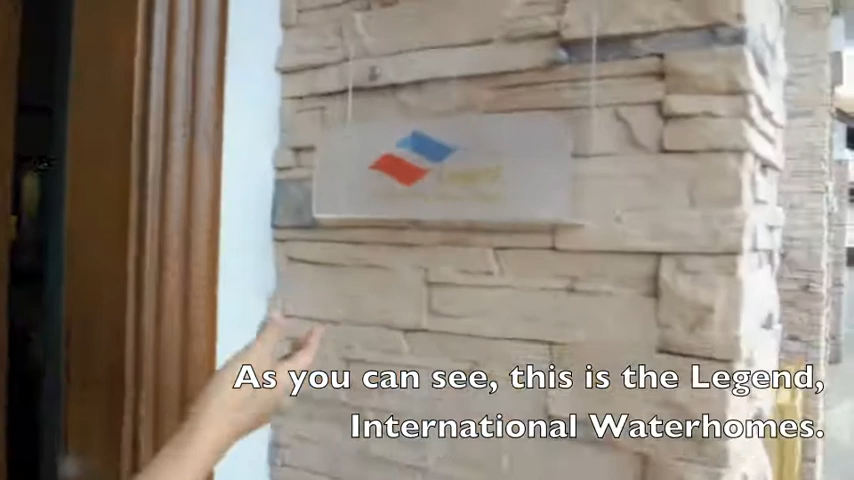 As you can see, this is the Legend,
International Waterhomes.